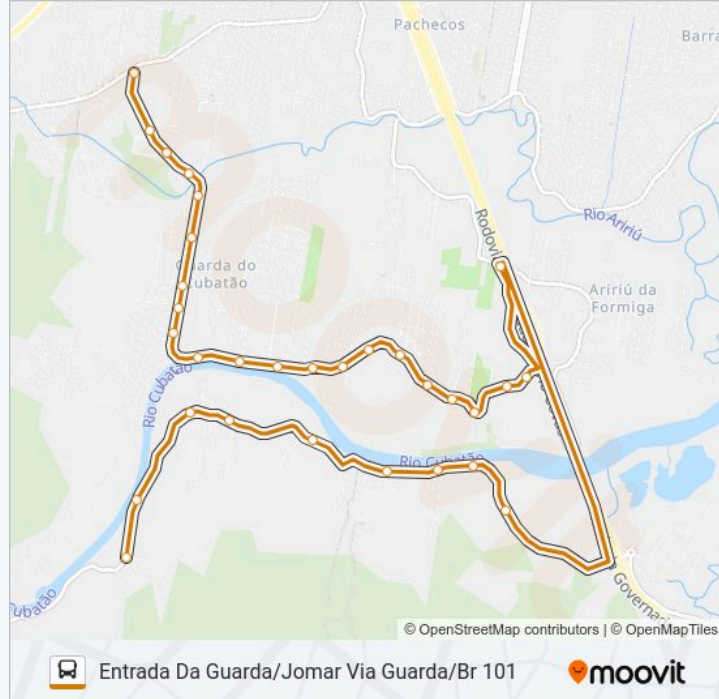 Pachecos
Barra
Rodovi
Rio Aririú
Guarda do
Cubatão
Aririú da
Formiga
Rio Cubatão
Rio Cubatão
Cubatão
Governa
© OpenStreetMap contributors | © OpenMapTiles
Entrada Da Guarda/Jomar Via Guarda/Br 101
moovit